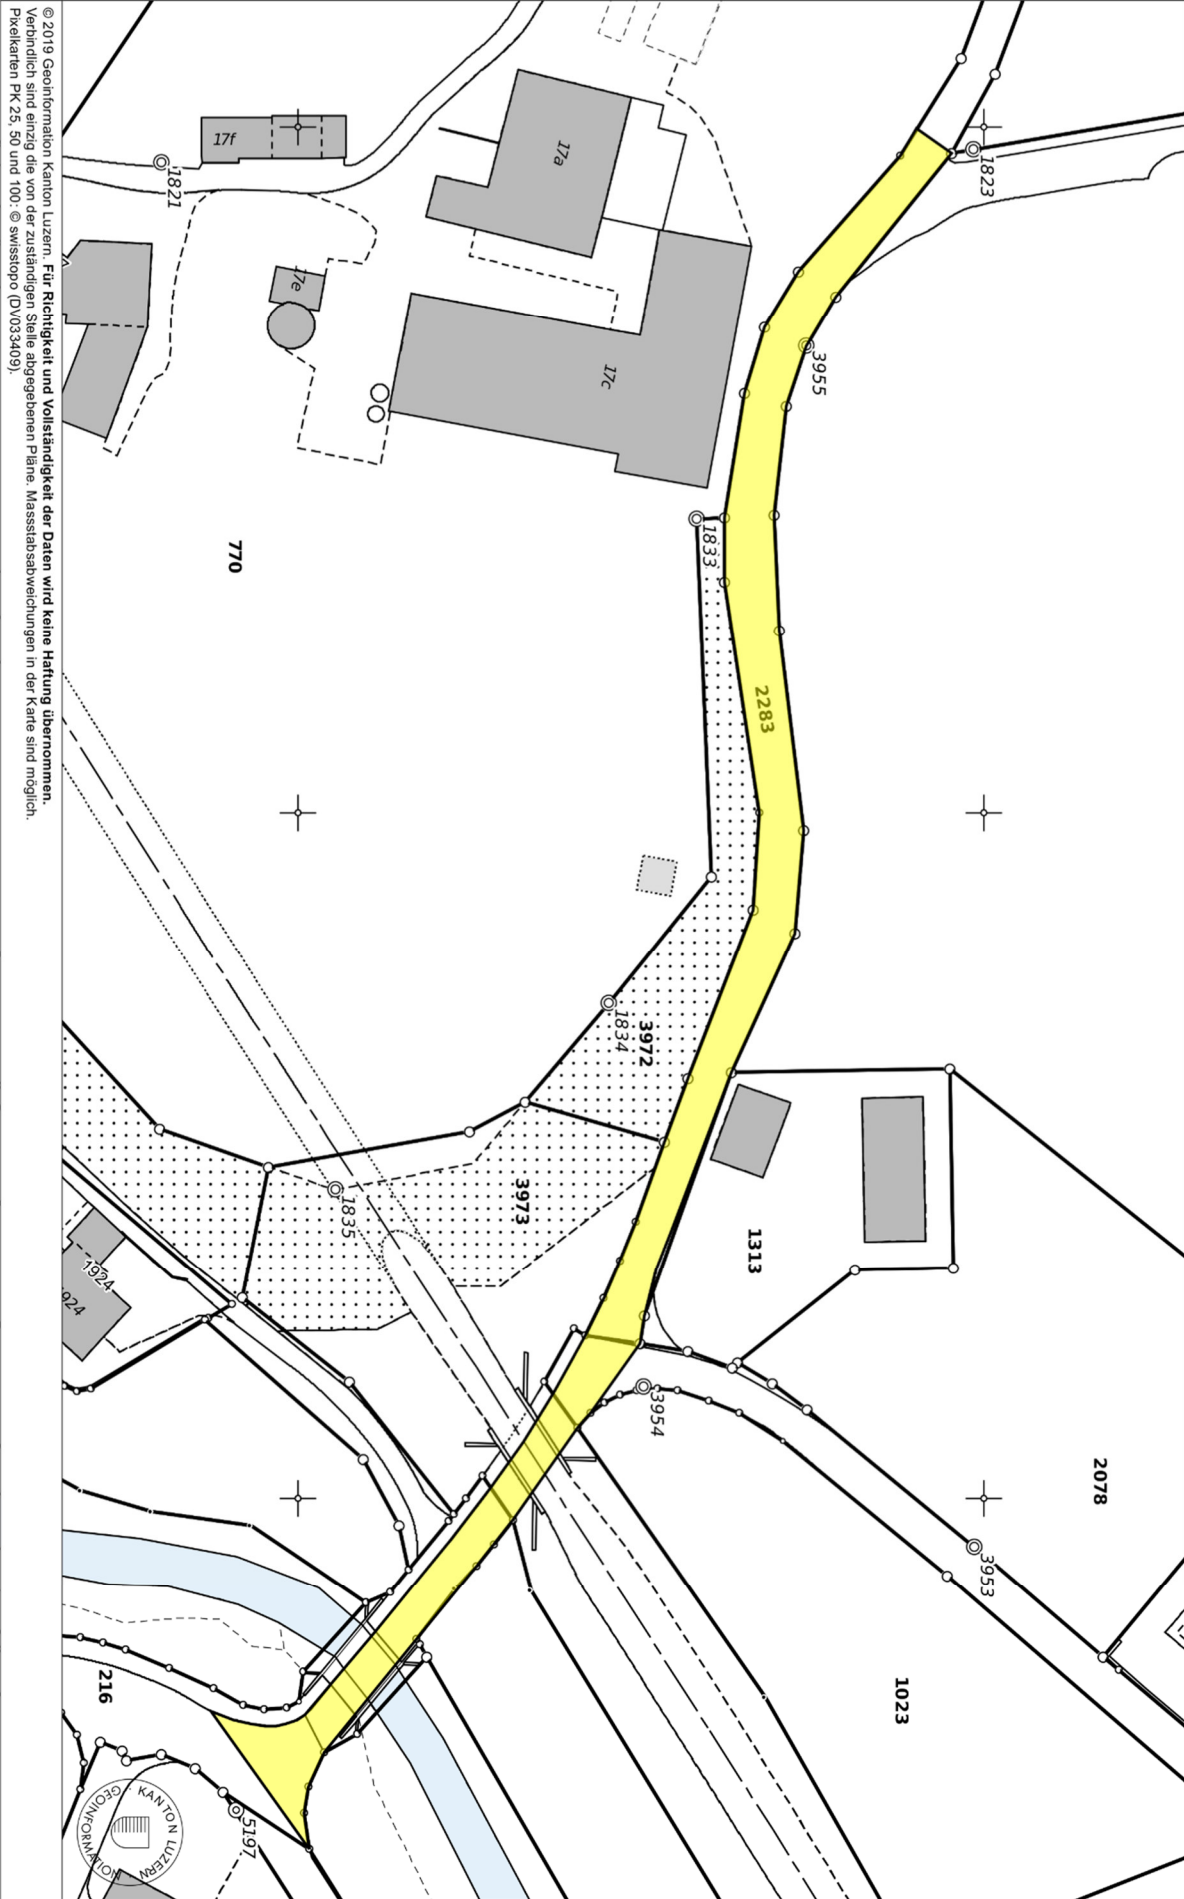 © 2019 Geoinformation Kanton Luzern. Für Richtigkeit und Vollständigkeit der Daten wird keine Haftung übernommen.
Verbindlich sind einzig die von der zuständigen Stelle abgegebenen Pläne. Massstabsabweichungen in der Karte sind möglich.
Pixelkarten PK 25, 50 und 100: © swisstopo (DV033409).
17f
1821
17a
1823
17e
17c
3955
1833
770
2283
1834
3972
1835
3973
1313
1924
924
3954
2078
3953
216
1023
5197
KANTON LUZERN
GEOINFORMATION